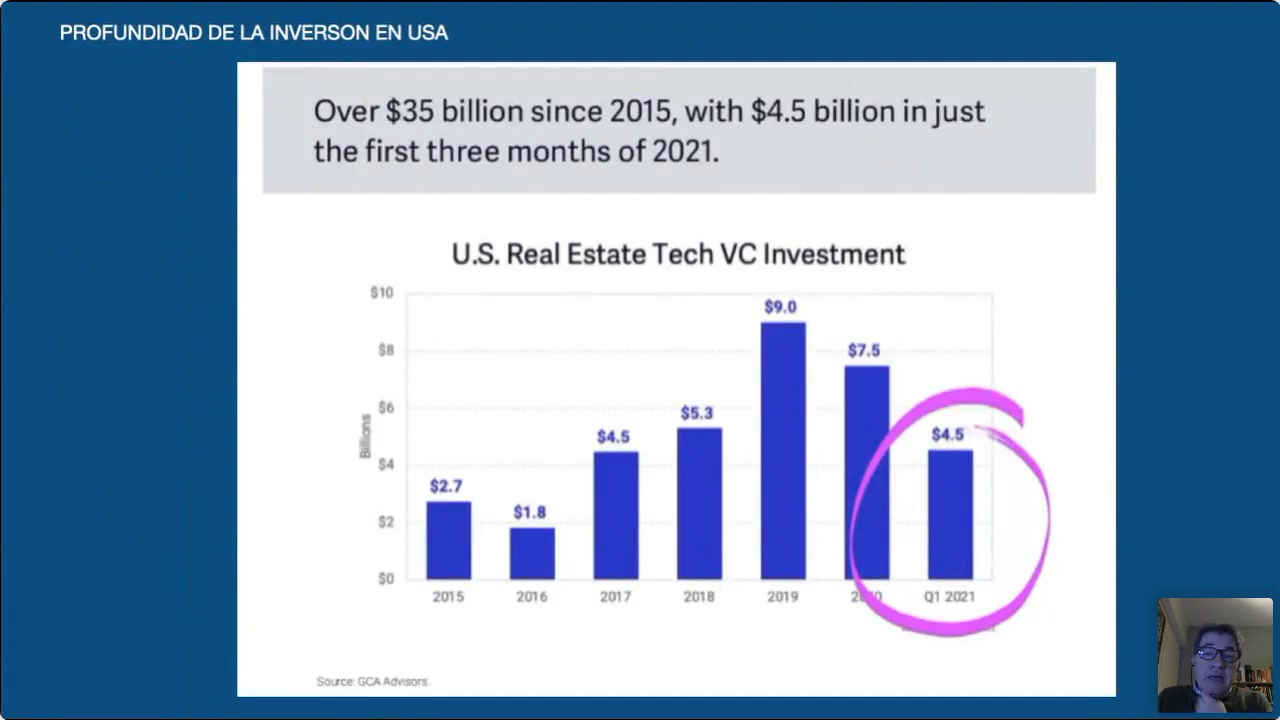 PROFUNDIDAD DE LA INVERSON EN USA
Over $35 billion since 2015, with $4.5 billion in just
the first three months of 2021.
U.S. Real Estate Tech VC Investment
Billions
$10
$8
$6
$4
$2
$0
$2.7
$1.8
$4.5
$5.3
$9.0
$7.5
$4.5
2015
2016
2017
2018
2019
2020
Q1 2021
Source: GCA Advisors.